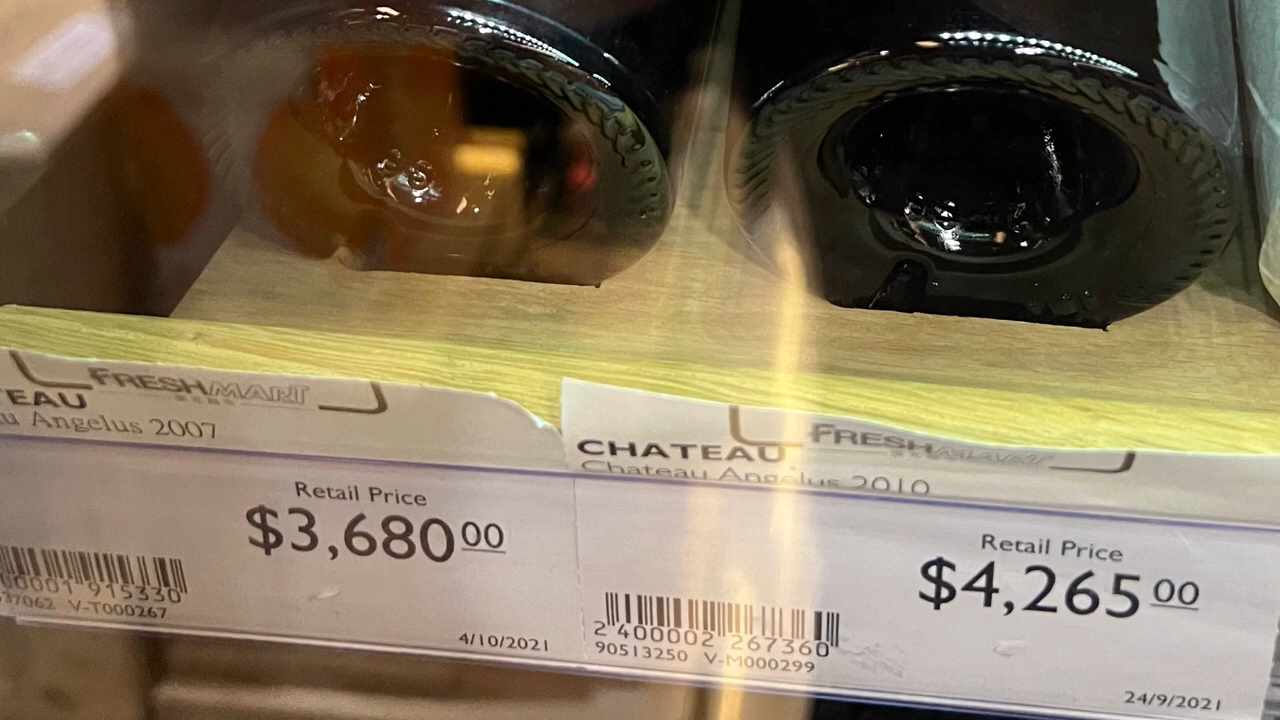 FRESHMART
TEAU
u Angelus 2007
Retail Price
$3,680 00
00001 915330
37062 V-T000267
4/10/2021
FRESHMART
CHATEAU
Chateau Angelus 2010
Retail Price
$4,265 00
2 400002 267360
90513250 V-M000299
24/9/2021